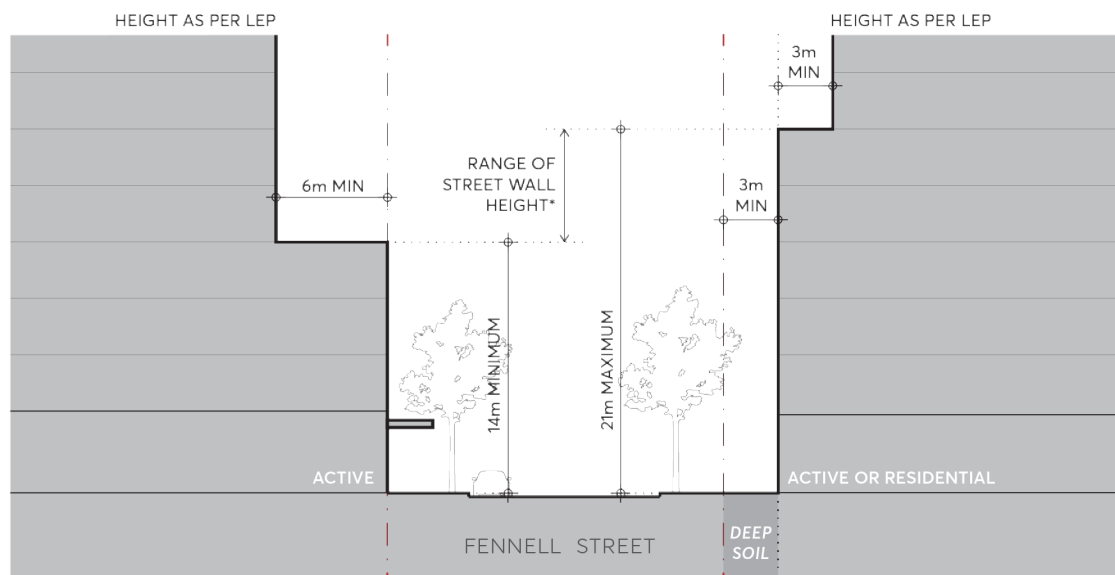 HEIGHT AS PER LEP
HEIGHT AS PER LEP
3m
MIN
RANGE OF
STREET WALL
HEIGHT*
6m MIN
3m
MIN
14m MINIMUM
21m MAXIMUM
ACTIVE
ACTIVE OR RESIDENTIAL
FENNELL STREET
DEEP
SOIL